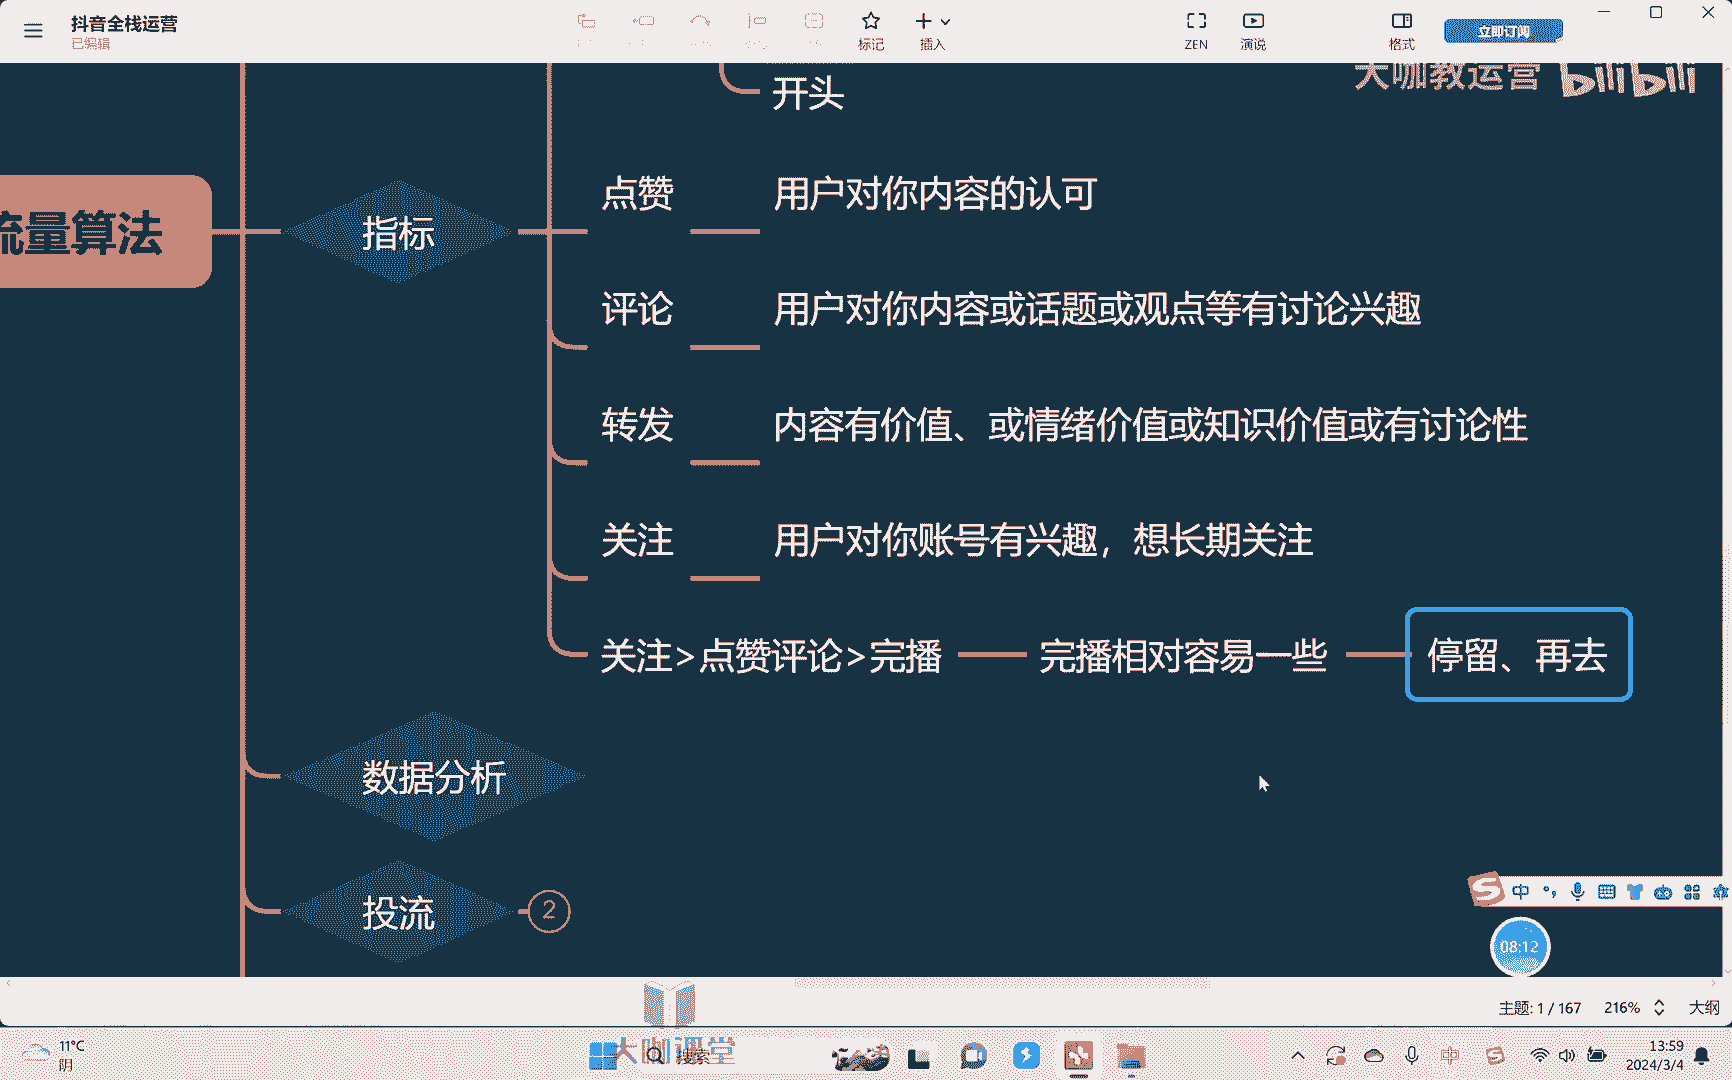 抖音全栈运营
已编辑
标记
插入
ZEN
演说
格式
立即订阅
大咖教运营 bilibili
开头
流量算法
指标
点赞
用户对你内容的认可
评论
用户对你内容或话题或观点等有讨论兴趣
转发
内容有价值、或情绪价值或知识价值或有讨论性
关注
用户对你账号有兴趣，想长期关注
关注>点赞评论>完播
完播相对容易一些
停留、再去
数据分析
投流
2
中
08:12
主题: 1 / 167
216%
大纲
11°C
阴
大咖课堂
搜索
中
13:59
2024/3/4